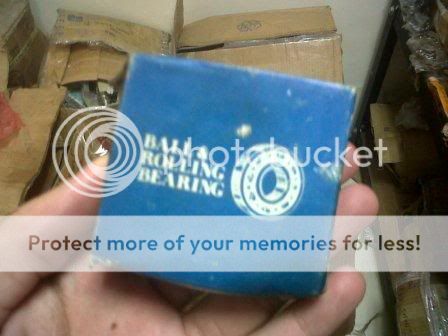 BALL &
ROLLING
BEARING
photobucket
Protect more of your memories for less!